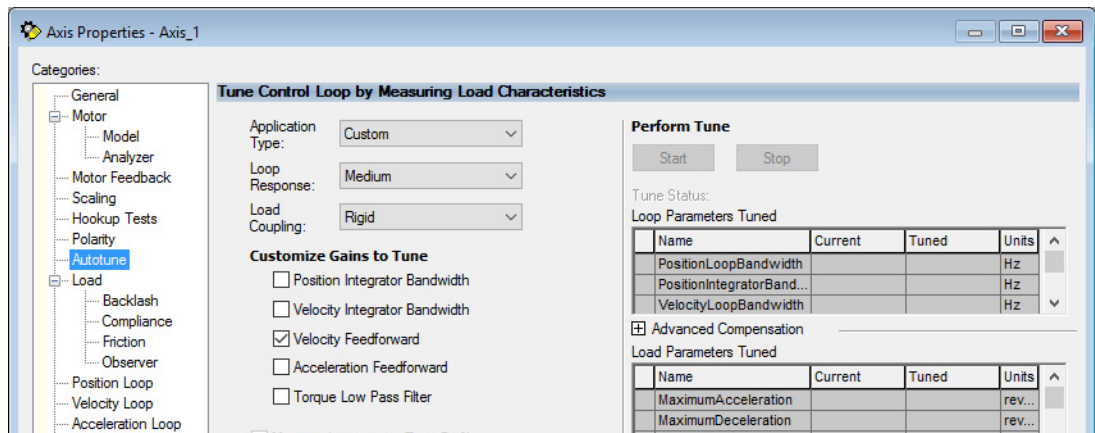 Axis Properties - Axis_1
Categories:
General
Motor
Model
Analyzer
Motor Feedback
Scaling
Hookup Tests
Polarity
Autotune
Load
Backlash
Compliance
Friction
Observer
Position Loop
Velocity Loop
Acceleration Loop
Tune Control Loop by Measuring Load Characteristics
Application
Type:
Custom
Loop
Response:
Medium
Load
Coupling:
Rigid
Customize Gains to Tune
Position Integrator Bandwidth
Velocity Integrator Bandwidth
Velocity Feedforward
Acceleration Feedforward
Torque Low Pass Filter
Perform Tune
Start Stop
Tune Status:
Loop Parameters Tuned
Name Current Tuned Units
PositionLoopBandwidth Hz
PositionIntegratorBand... Hz
VelocityLoopBandwidth Hz
Advanced Compensation
Load Parameters Tuned
Name Current Tuned Units
MaximumAcceleration rev...
MaximumDeceleration rev...